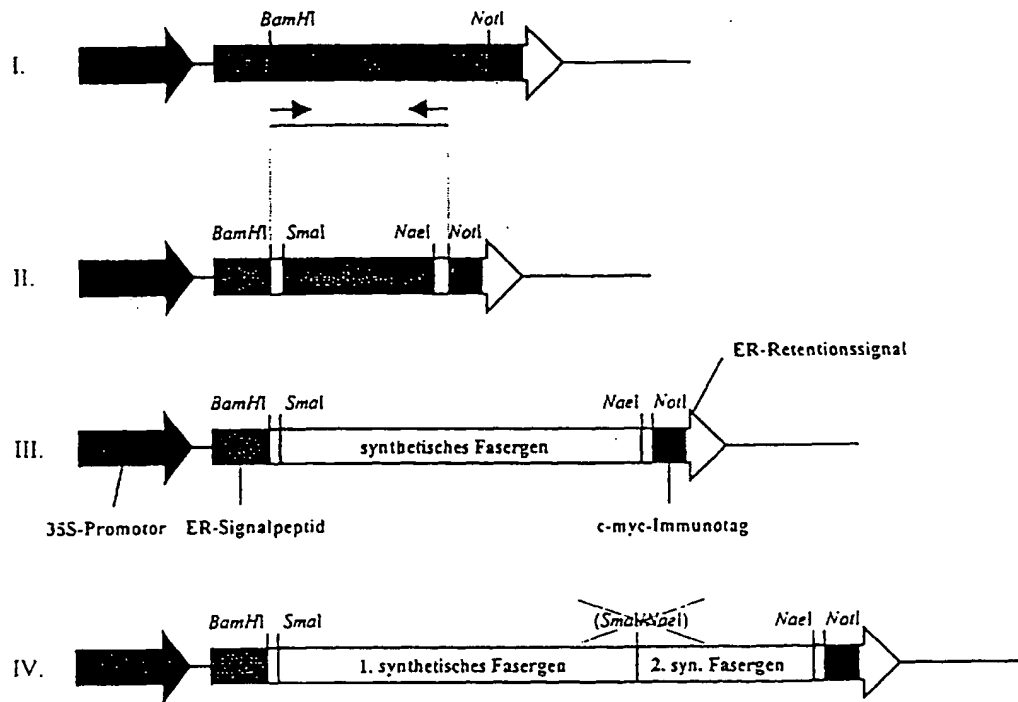 BamHI NotI
I.
BamHI SmaI NaeI NotI
II.
ER-Retentionssignal
BamHI SmaI NaeI NotI
III. synthetisches Fasergen
35S-Promotor ER-Signalpeptid c-myc-Immunotag
BamHI SmaI (SmaI/NaeI) NaeI NotI
IV. 1. synthetisches Fasergen 2. syn. Fasergen